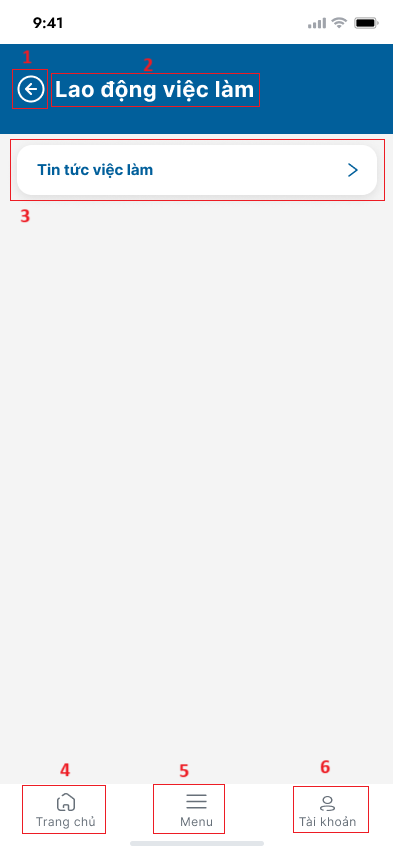 9:41
1
2
Lao động việc làm
Tin tức việc làm
3
4
5
6
Trang chủ
Menu
Tài khoản